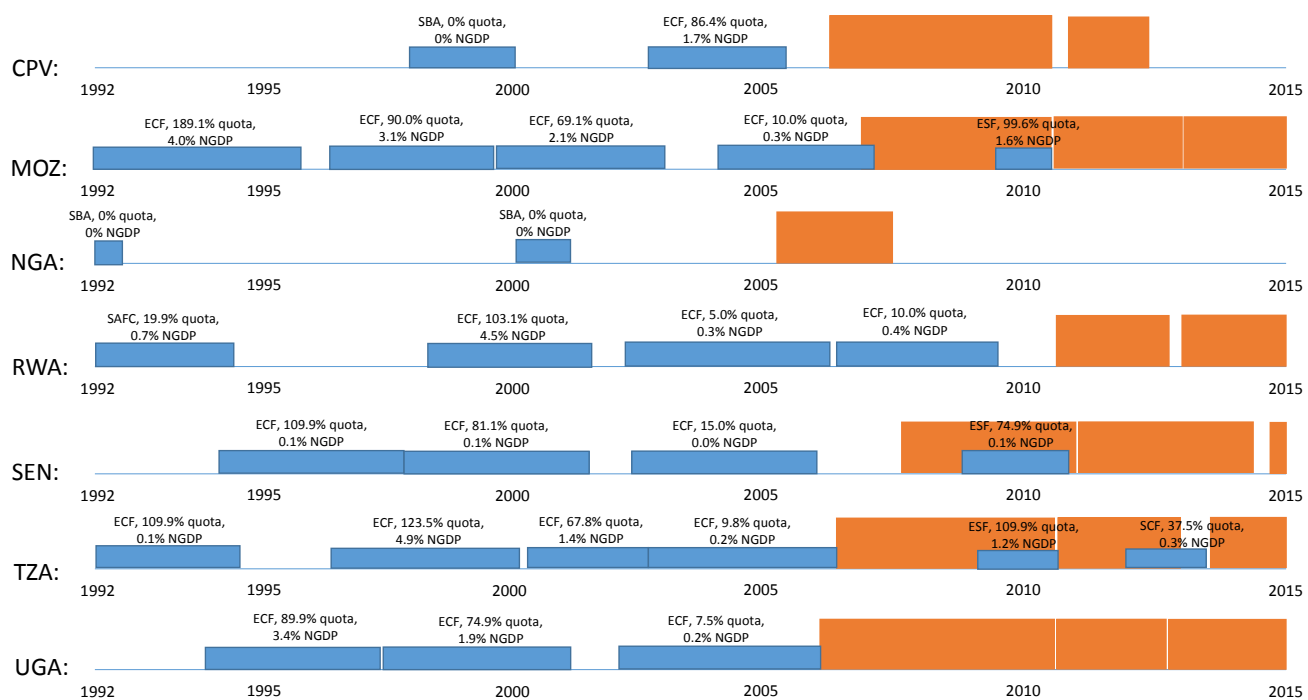 SBA, 0% quota,
0% NGDP
ECF, 86.4% quota,
1.7% NGDP
CPV:
1992
1995
2000
2005
2010
2015
ECF, 189.1% quota,
4.0% NGDP
ECF, 90.0% quota,
3.1% NGDP
ECF, 69.1% quota,
2.1% NGDP
ECF, 10.0% quota,
0.3% NGDP
ESF, 99.6% quota,
1.6% NGDP
MOZ:
1992
1995
2000
2005
2010
2015
SBA, 0% quota,
0% NGDP
SBA, 0% quota,
0% NGDP
NGA:
1992
1995
2000
2005
2010
2015
SAFC, 19.9% quota,
0.7% NGDP
ECF, 103.1% quota,
4.5% NGDP
ECF, 5.0% quota,
0.3% NGDP
ECF, 10.0% quota,
0.4% NGDP
RWA:
1992
1995
2000
2005
2010
2015
ECF, 109.9% quota,
0.1% NGDP
ECF, 81.1% quota,
0.1% NGDP
ECF, 15.0% quota,
0.0% NGDP
ESF, 74.9% quota,
0.1% NGDP
SEN:
1992
1995
2000
2005
2010
2015
ECF, 109.9% quota,
0.1% NGDP
ECF, 123.5% quota,
4.9% NGDP
ECF, 67.8% quota,
1.4% NGDP
ECF, 9.8% quota,
0.2% NGDP
ESF, 109.9% quota,
1.2% NGDP
SCF, 37.5% quota,
0.3% NGDP
TZA:
1992
1995
2000
2005
2010
2015
ECF, 89.9% quota,
3.4% NGDP
ECF, 74.9% quota,
1.9% NGDP
ECF, 7.5% quota,
0.2% NGDP
UGA:
1992
1995
2000
2005
2010
2015